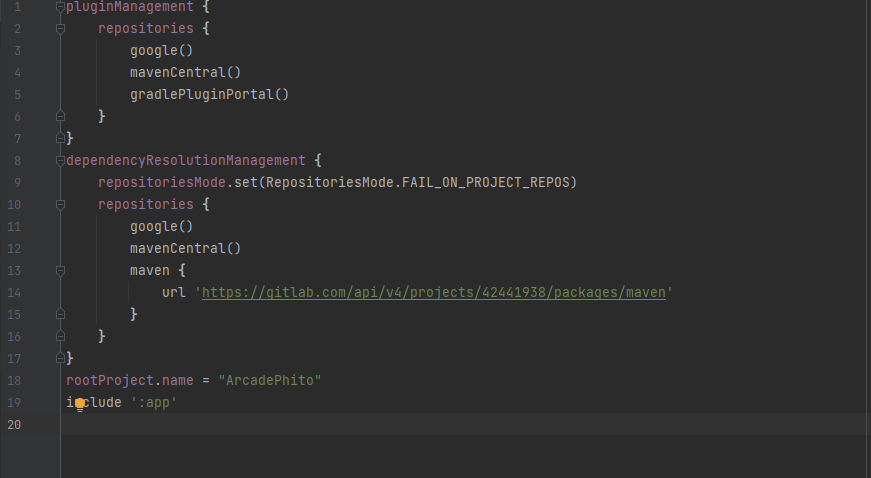 1 pluginManagement {
2 repositories {
3 google()
4 mavenCentral()
5 gradlePluginPortal()
6 }
7 }
8 dependencyResolutionManagement {
9 repositoriesMode.set(RepositoriesMode.FAIL_ON_PROJECT_REPOS)
10 repositories {
11 google()
12 mavenCentral()
13 maven {
14 url 'https://gitlab.com/api/v4/projects/42441938/packages/maven'
15 }
16 }
17 }
18 rootProject.name = "ArcadePhito"
19 include ':app'
20